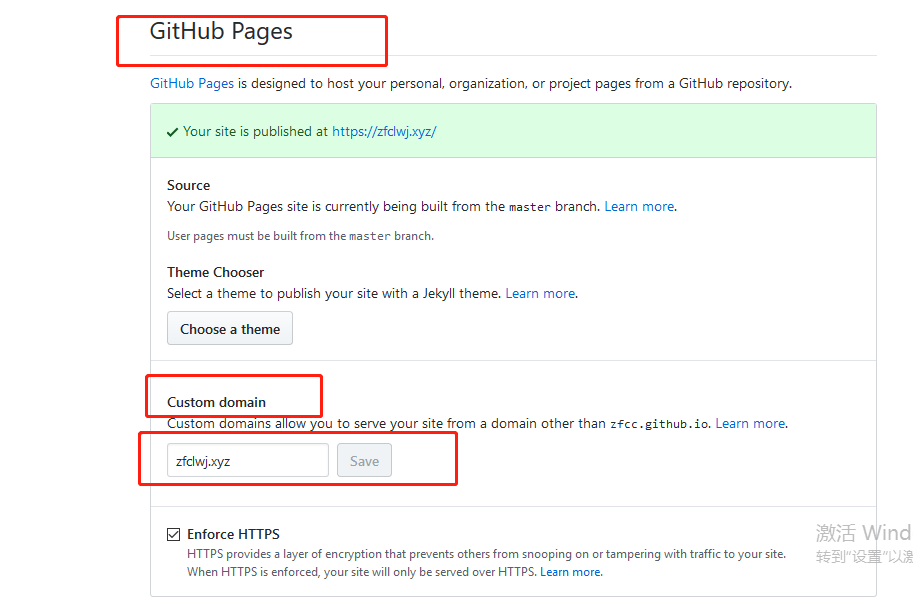 GitHub Pages
GitHub Pages is designed to host your personal, organization, or project pages from a GitHub repository.
✔ Your site is published at https://zfclwj.xyz/
Source
Your GitHub Pages site is currently being built from the master branch. Learn more.
User pages must be built from the master branch.
Theme Chooser
Select a theme to publish your site with a Jekyll theme. Learn more.
Choose a theme
Custom domain
Custom domains allow you to serve your site from a domain other than zfcc.github.io. Learn more.
zfclwj.xyz Save
Enforce HTTPS
HTTPS provides a layer of encryption that prevents others from snooping on or tampering with traffic to your site.
When HTTPS is enforced, your site will only be served over HTTPS. Learn more.
激活 Wind
转到“设置”以激